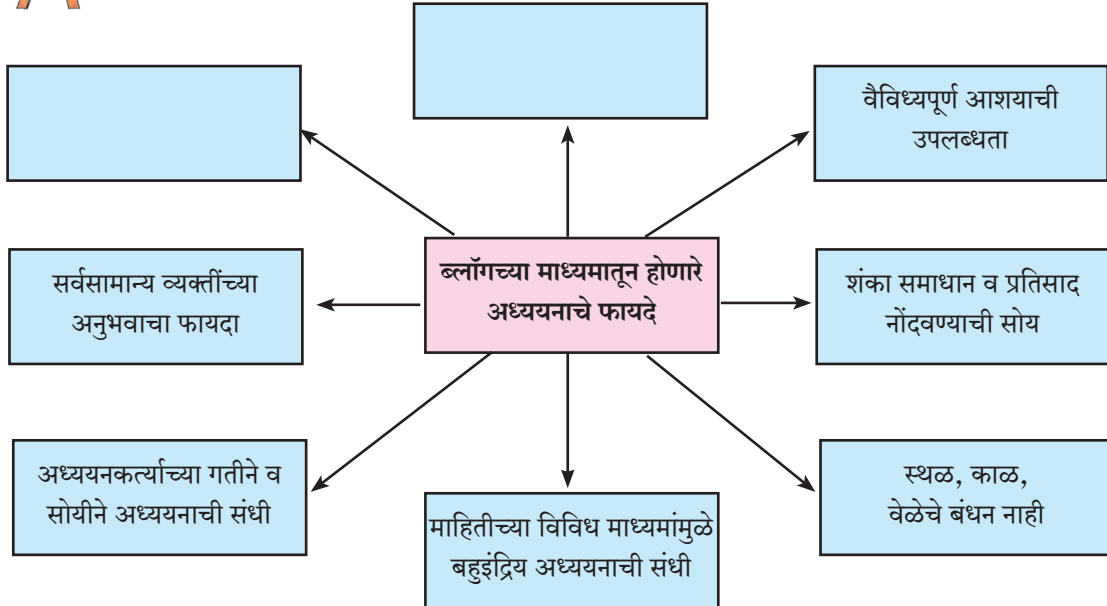 वैविध्यपूर्ण आशयाची
उपलब्धता
ब्लॉगच्या माध्यमातून होणारे
अध्ययनाचे फायदे
सर्वसामान्य व्यक्तींच्या
अनुभवाचा फायदा
शंका समाधान व प्रतिसाद
नोंदवण्याची सोय
अध्ययनकर्त्याच्या गतीने व
सोयीने अध्ययनाची संधी
माहितीच्या विविध माध्यमांमुळे
बहुइंद्रिय अध्ययनाची संधी
स्थळ, काळ,
वेळेचे बंधन नाही